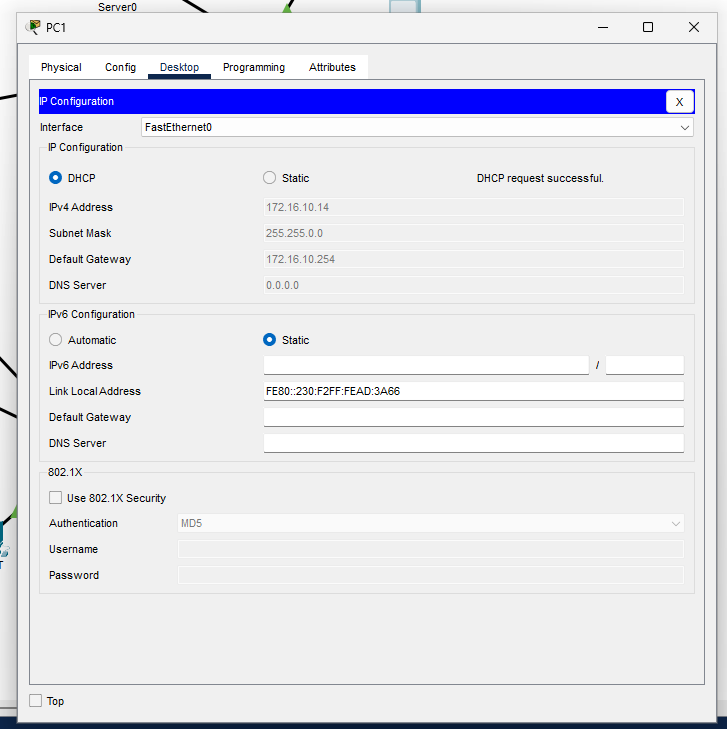 Server0
PC1
Physical Config Desktop Programming Attributes
IP Configuration X
Interface FastEthernet0
IP Configuration
DHCP Static DHCP request successful.
IPv4 Address 172.16.10.14
Subnet Mask 255.255.0.0
Default Gateway 172.16.10.254
DNS Server 0.0.0.0
IPv6 Configuration
Automatic Static
IPv6 Address /
Link Local Address FE80::230:F2FF:FEAD:3A66
Default Gateway
DNS Server
802.1X
Use 802.1X Security
Authentication MD5
Username
Password
T
Top